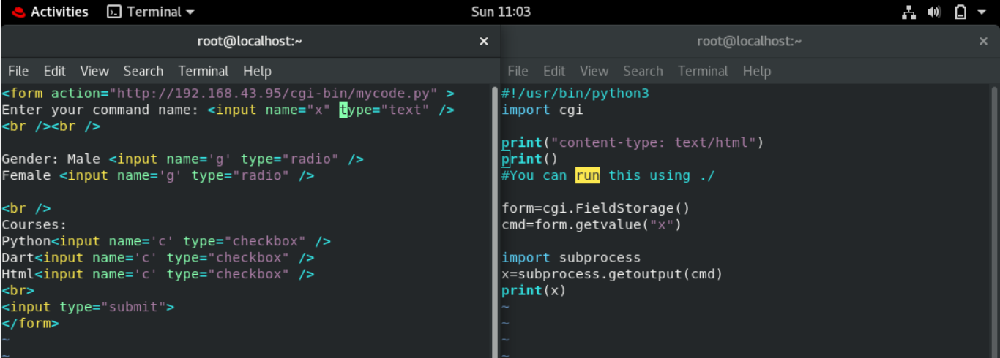 Activities Terminal Sun 11:03
root@localhost:~ ×
File Edit View Search Terminal Help
<form action="http://192.168.43.95/cgi-bin/mycode.py" >
Enter your command name: <input name="x" type="text" />
<br /><br />
Gender: Male <input name='g' type="radio" />
Female <input name='g' type="radio" />
<br />
Courses:
Python<input name='c' type="checkbox" />
Dart<input name='c' type="checkbox" />
Html<input name='c' type="checkbox" />
<br>
<input type="submit">
</form>
~
~
root@localhost:~ ×
File Edit View Search Terminal Help
#!/usr/bin/python3
import cgi
print("content-type: text/html")
print()
#You can run this using ./
form=cgi.FieldStorage()
cmd=form.getvalue("x")
import subprocess
x=subprocess.getoutput(cmd)
print(x)
~
~
~
~